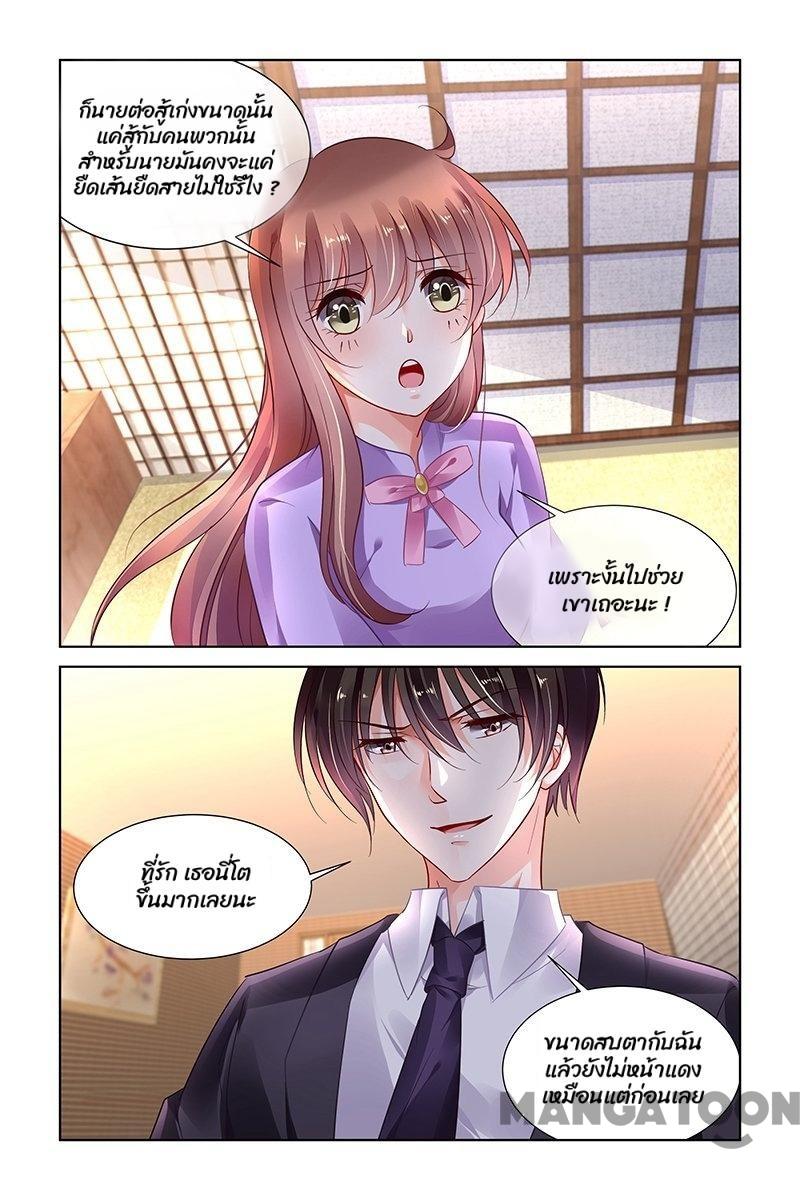 ก็นายต่อสู้เก่งขนาดนั้น
แค่สู้กับคนพวกนั้น
สำหรับนายมันคงจะแค่
ยืดเส้นยืดสายไม่ใช่รึไง ?
เพราะงั้นไปช่วย
เขาเถอะนะ !
ที่รัก เธอนี่โต
ขึ้นมากเลยนะ
ขนาดสบตากับฉัน
แล้วยังไม่หน้าแดง
เหมือนแต่ก่อนเลย
MANGATOON